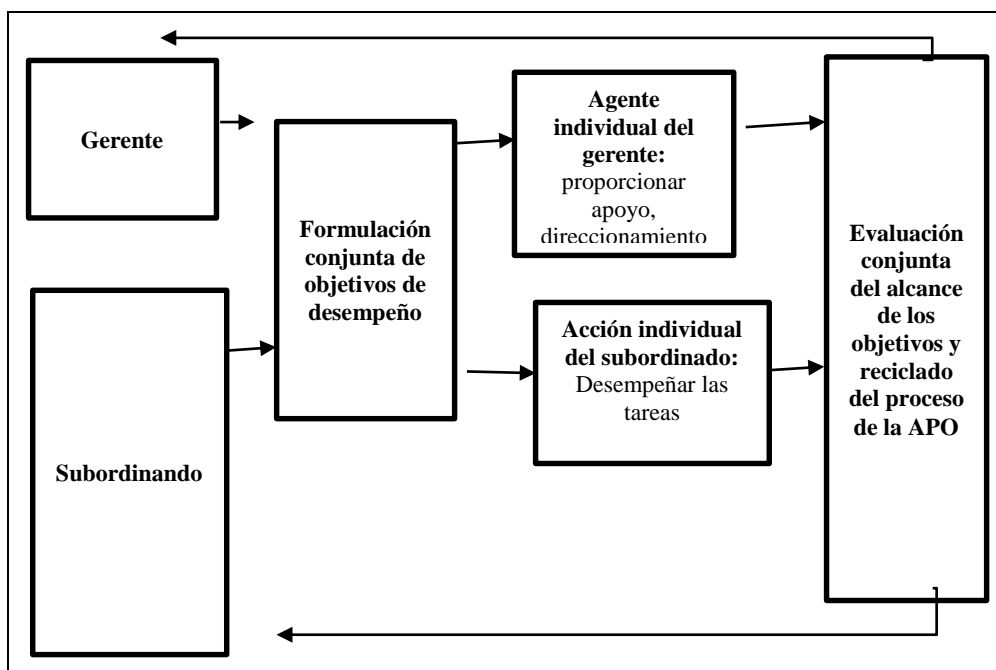 Gerente
Subordinando
Formulación
conjunta de
objetivos de
desempeño
Agente
individual del
gerente:
proporcionar
apoyo,
direccionamiento
Acción individual
del subordinado:
Desempeñar las
tareas
Evaluación
conjunta
del alcance
de los
objetivos y
reciclado
del proceso
de la APO